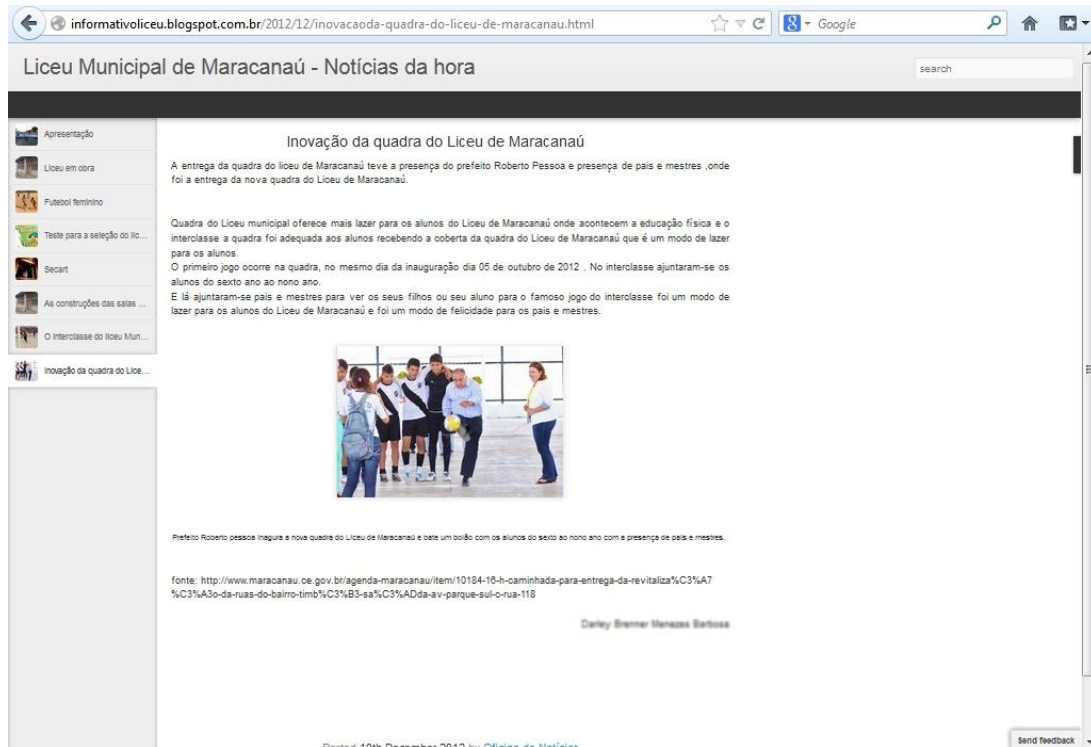 informativoliceu.blogspot.com.br/2012/12/inovacaoda-quadra-do-liceu-de-maracanau.html
Google
Liceu Municipal de Maracanaú - Notícias da hora
search
Apresentação
Liceu em obra
Futebol feminino
Teste para a seleção do lic...
Secart
As construções das salas ...
O Interclasse do liceu Mun...
Inovação da quadra do Lice...
Inovação da quadra do Liceu de Maracanaú
A entrega da quadra do liceu de Maracanaú teve a presença do prefeito Roberto Pessoa e presença de pais e mestres ,onde
foi a entrega da nova quadra do Liceu de Maracanaú.
Quadra do Liceu municipal oferece mais lazer para os alunos do Liceu de Maracanaú onde acontecem a educação física e o
interclasse a quadra foi adequada aos alunos recebendo a coberta da quadra do Liceu de Maracanaú que é um modo de lazer
para os alunos.
O primeiro jogo ocorre na quadra, no mesmo dia da inauguração dia 05 de outubro de 2012 . No interclasse ajuntaram-se os
alunos do sexto ano ao nono ano.
E lá ajuntaram-se pais e mestres para ver os seus filhos ou seu aluno para o famoso jogo do interclasse foi um modo de
lazer para os alunos do Liceu de Maracanaú e foi um modo de felicidade para os pais e mestres.
Prefeito Roberto pessoa inagura a nova quadra do Liceu de Maracanaú e bate um bolão com os alunos do sexto ao nono ano com a presença de pais e mestres.
fonte: http://www.maracanau.ce.gov.br/agenda-maracanau/item/10184-16-h-caminhada-para-entrega-da-revitaliza%C3%A7
%C3%A3o-da-ruas-do-bairro-timb%C3%B3-sa%C3%ADda-av-parque-sul-c-rua-118
Darley Brenner Menezes Barbosa
Posted 10th December 2012 by Oficina de Notícias
Send feedback